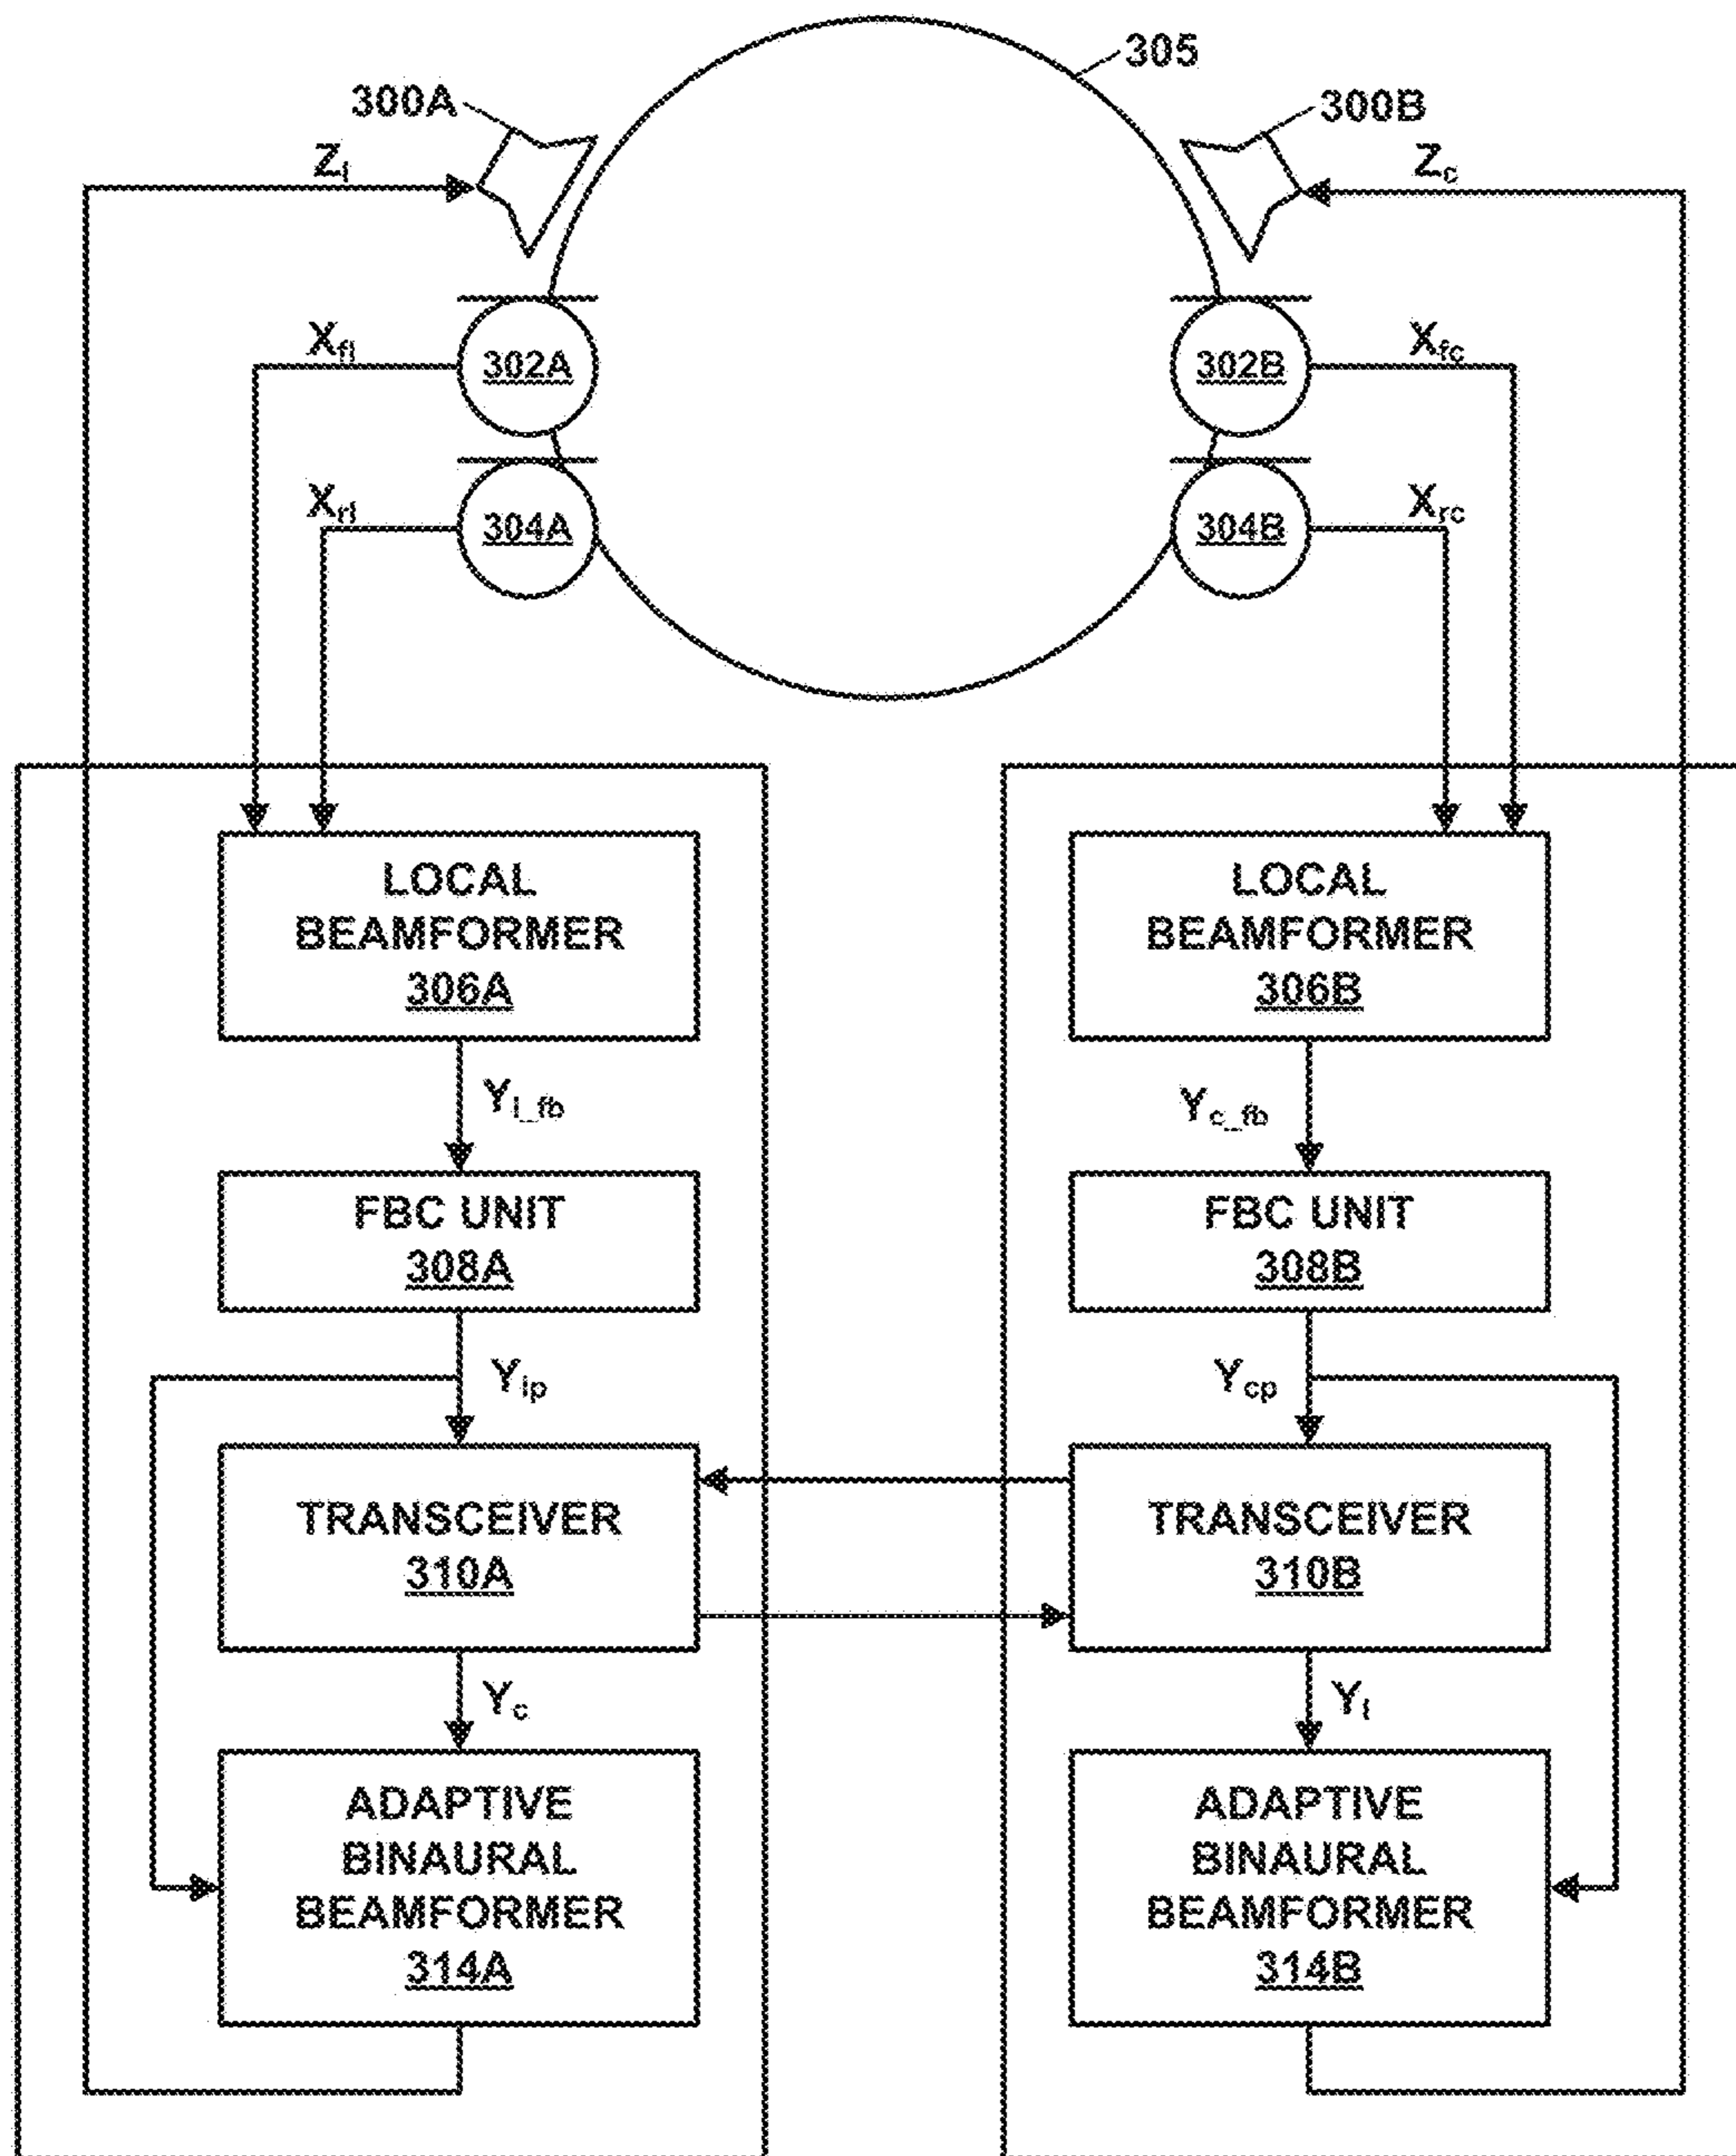 305
300A
300B
Zl
Zc
Xfl
302A
302B
Xfc
Xrl
304A
304B
Xrc
LOCAL
BEAMFORMER
306A
LOCAL
BEAMFORMER
306B
Yl_fb
Yc_fb
FBC UNIT
308A
FBC UNIT
308B
Ylp
Ycp
TRANSCEIVER
310A
TRANSCEIVER
310B
Yc
Yl
ADAPTIVE
BINAURAL
BEAMFORMER
314A
ADAPTIVE
BINAURAL
BEAMFORMER
314B